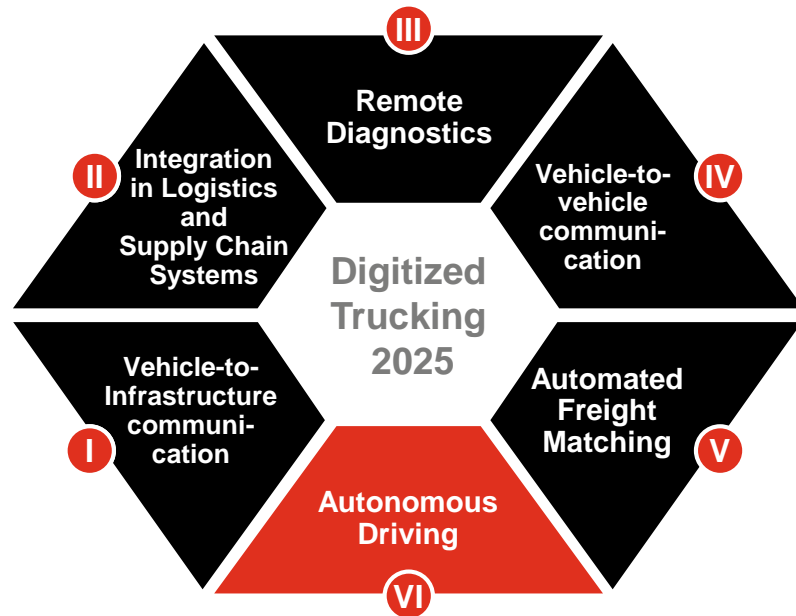 III
Remote
Diagnostics
II
Integration
in Logistics
and
Supply Chain
Systems
IV
Vehicle-to-
vehicle
communi-
cation
Digitized
Trucking
2025
I
Vehicle-to-
Infrastructure
communi-
cation
V
Automated
Freight
Matching
Autonomous
Driving
VI